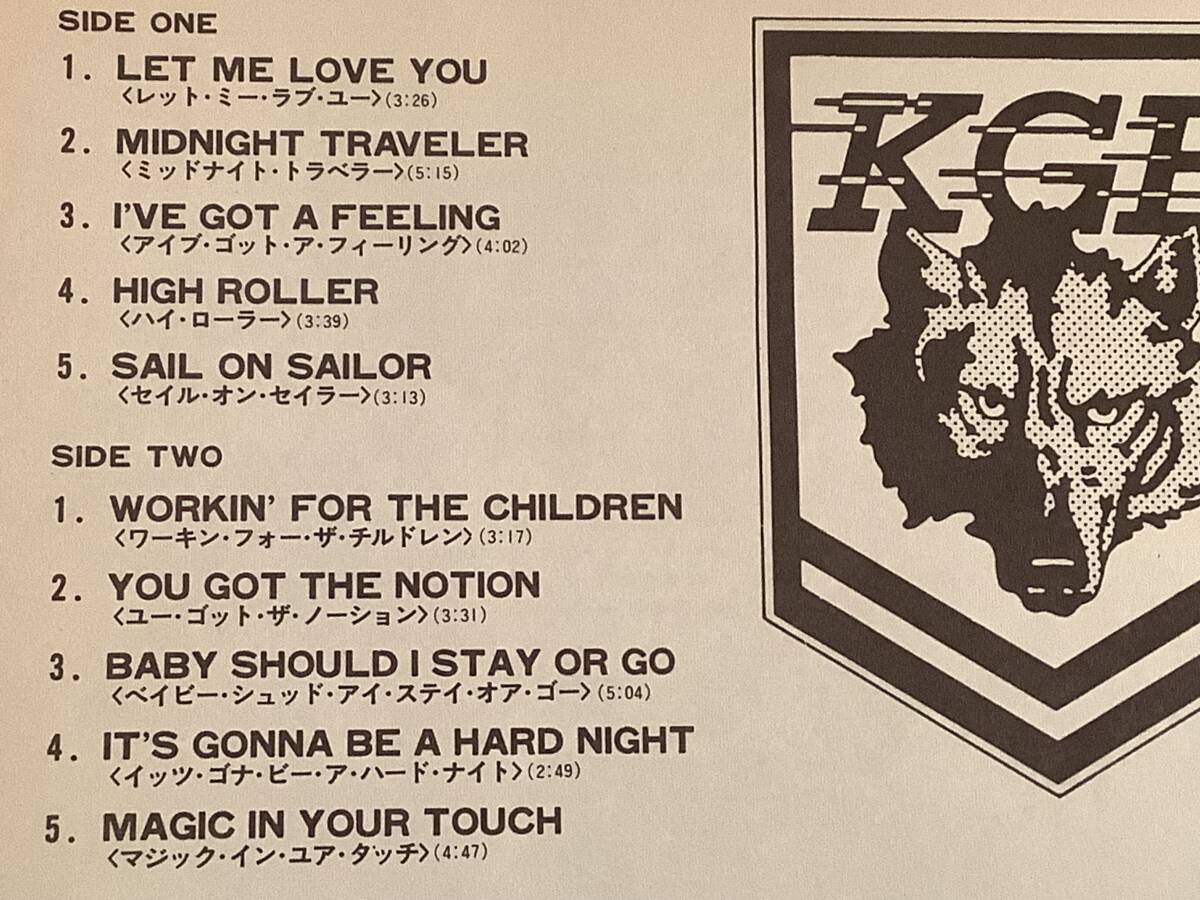 SIDE ONE
1. LET ME LOVE YOU
〈レット・ミー・ラブ・ユー〉(3:26)
2. MIDNIGHT TRAVELER
〈ミッドナイト・トラベラー〉(5:15)
3. I'VE GOT A FEELING
〈アイブ・ゴット・ア・フィーリング〉(4:02)
4. HIGH ROLLER
〈ハイ・ローラー〉(3:39)
5. SAIL ON SAILOR
〈セイル・オン・セイラー〉(3:13)
SIDE TWO
1. WORKIN' FOR THE CHILDREN
〈ワーキン・フォー・ザ・チルドレン〉(3:17)
2. YOU GOT THE NOTION
〈ユー・ゴット・ザ・ノーション〉(3:31)
3. BABY SHOULD I STAY OR GO
〈ベイビー・シュッド・アイ・ステイ・オア・ゴー〉(5:04)
4. IT'S GONNA BE A HARD NIGHT
〈イッツ・ゴナ・ビー・ア・ハード・ナイト〉(2:49)
5. MAGIC IN YOUR TOUCH
〈マジック・イン・ユア・タッチ〉(4:47)